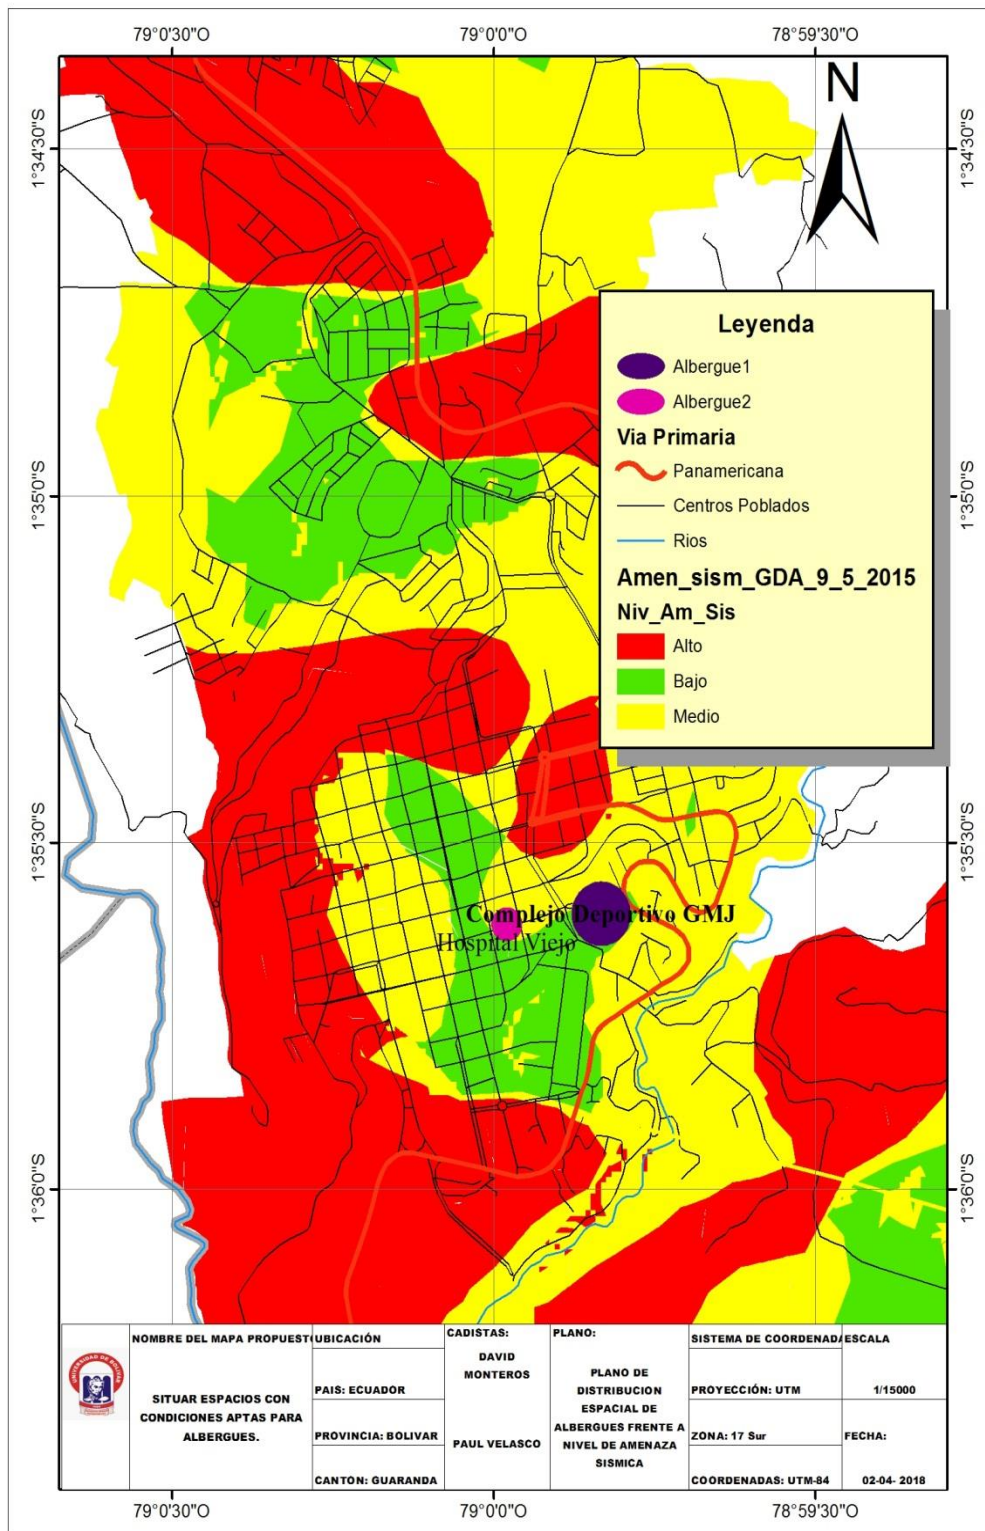 79°0'30"O
79°0'0"O
78°59'30"O
N
1°34'30"S
1°34'30"S
Leyenda
Albergue1
Albergue2
Via Primaria
Panamericana
1°35'0"S
1°35'0"S
Centros Poblados
Rios
Amen_sism_GDA_9_5_2015
Niv_Am_Sis
Alto
Bajo
Medio
1°35'30"S
1°35'30"S
Complejo Deportivo GMJ
Hospital Viejo
1°36'0"S
1°36'0"S
UNIVERSIDAD DE BOLIVAR
NOMBRE DEL MAPA PROPUESTO
SITUAR ESPACIOS CON
CONDICIONES APTAS PARA
ALBERGUES.
UBICACIÓN
PAIS: ECUADOR
PROVINCIA: BOLIVAR
CANTON: GUARANDA
CADISTAS:
DAVID
MONTEROS
PAUL VELASCO
PLANO:
PLANO DE
DISTRIBUCION
ESPACIAL DE
ALBERGUES FRENTE A
NIVEL DE AMENAZA
SISMICA
SISTEMA DE COORDENADA
PROYECCIÓN: UTM
ZONA: 17 Sur
COORDENADAS: UTM-84
ESCALA
1/15000
FECHA:
02-04- 2018
79°0'30"O
79°0'0"O
78°59'30"O